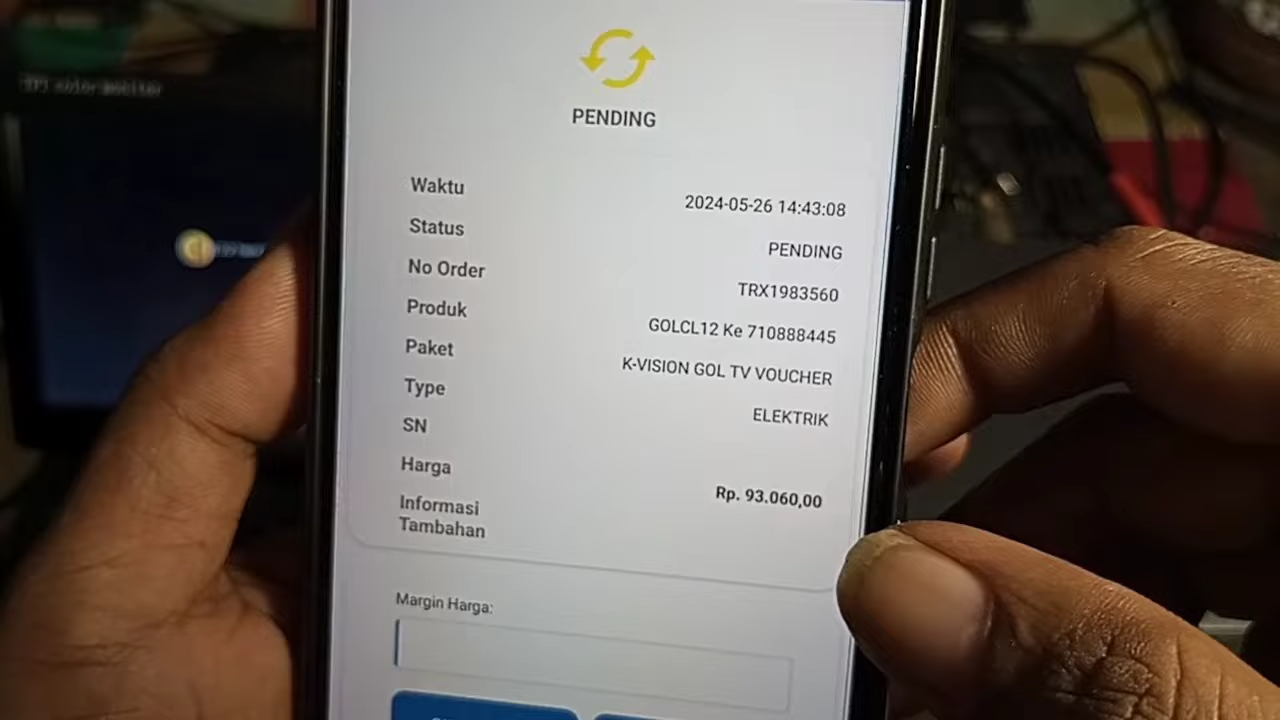 PENDING
Waktu
2024-05-26 14:43:08
Status
PENDING
No Order
TRX1983560
Produk
GOLCL12 Ke 710888445
Paket
K-VISION GOL TV VOUCHER
Type
ELEKTRIK
SN
Harga
Rp. 93.060,00
Informasi
Tambahan
Margin Harga: